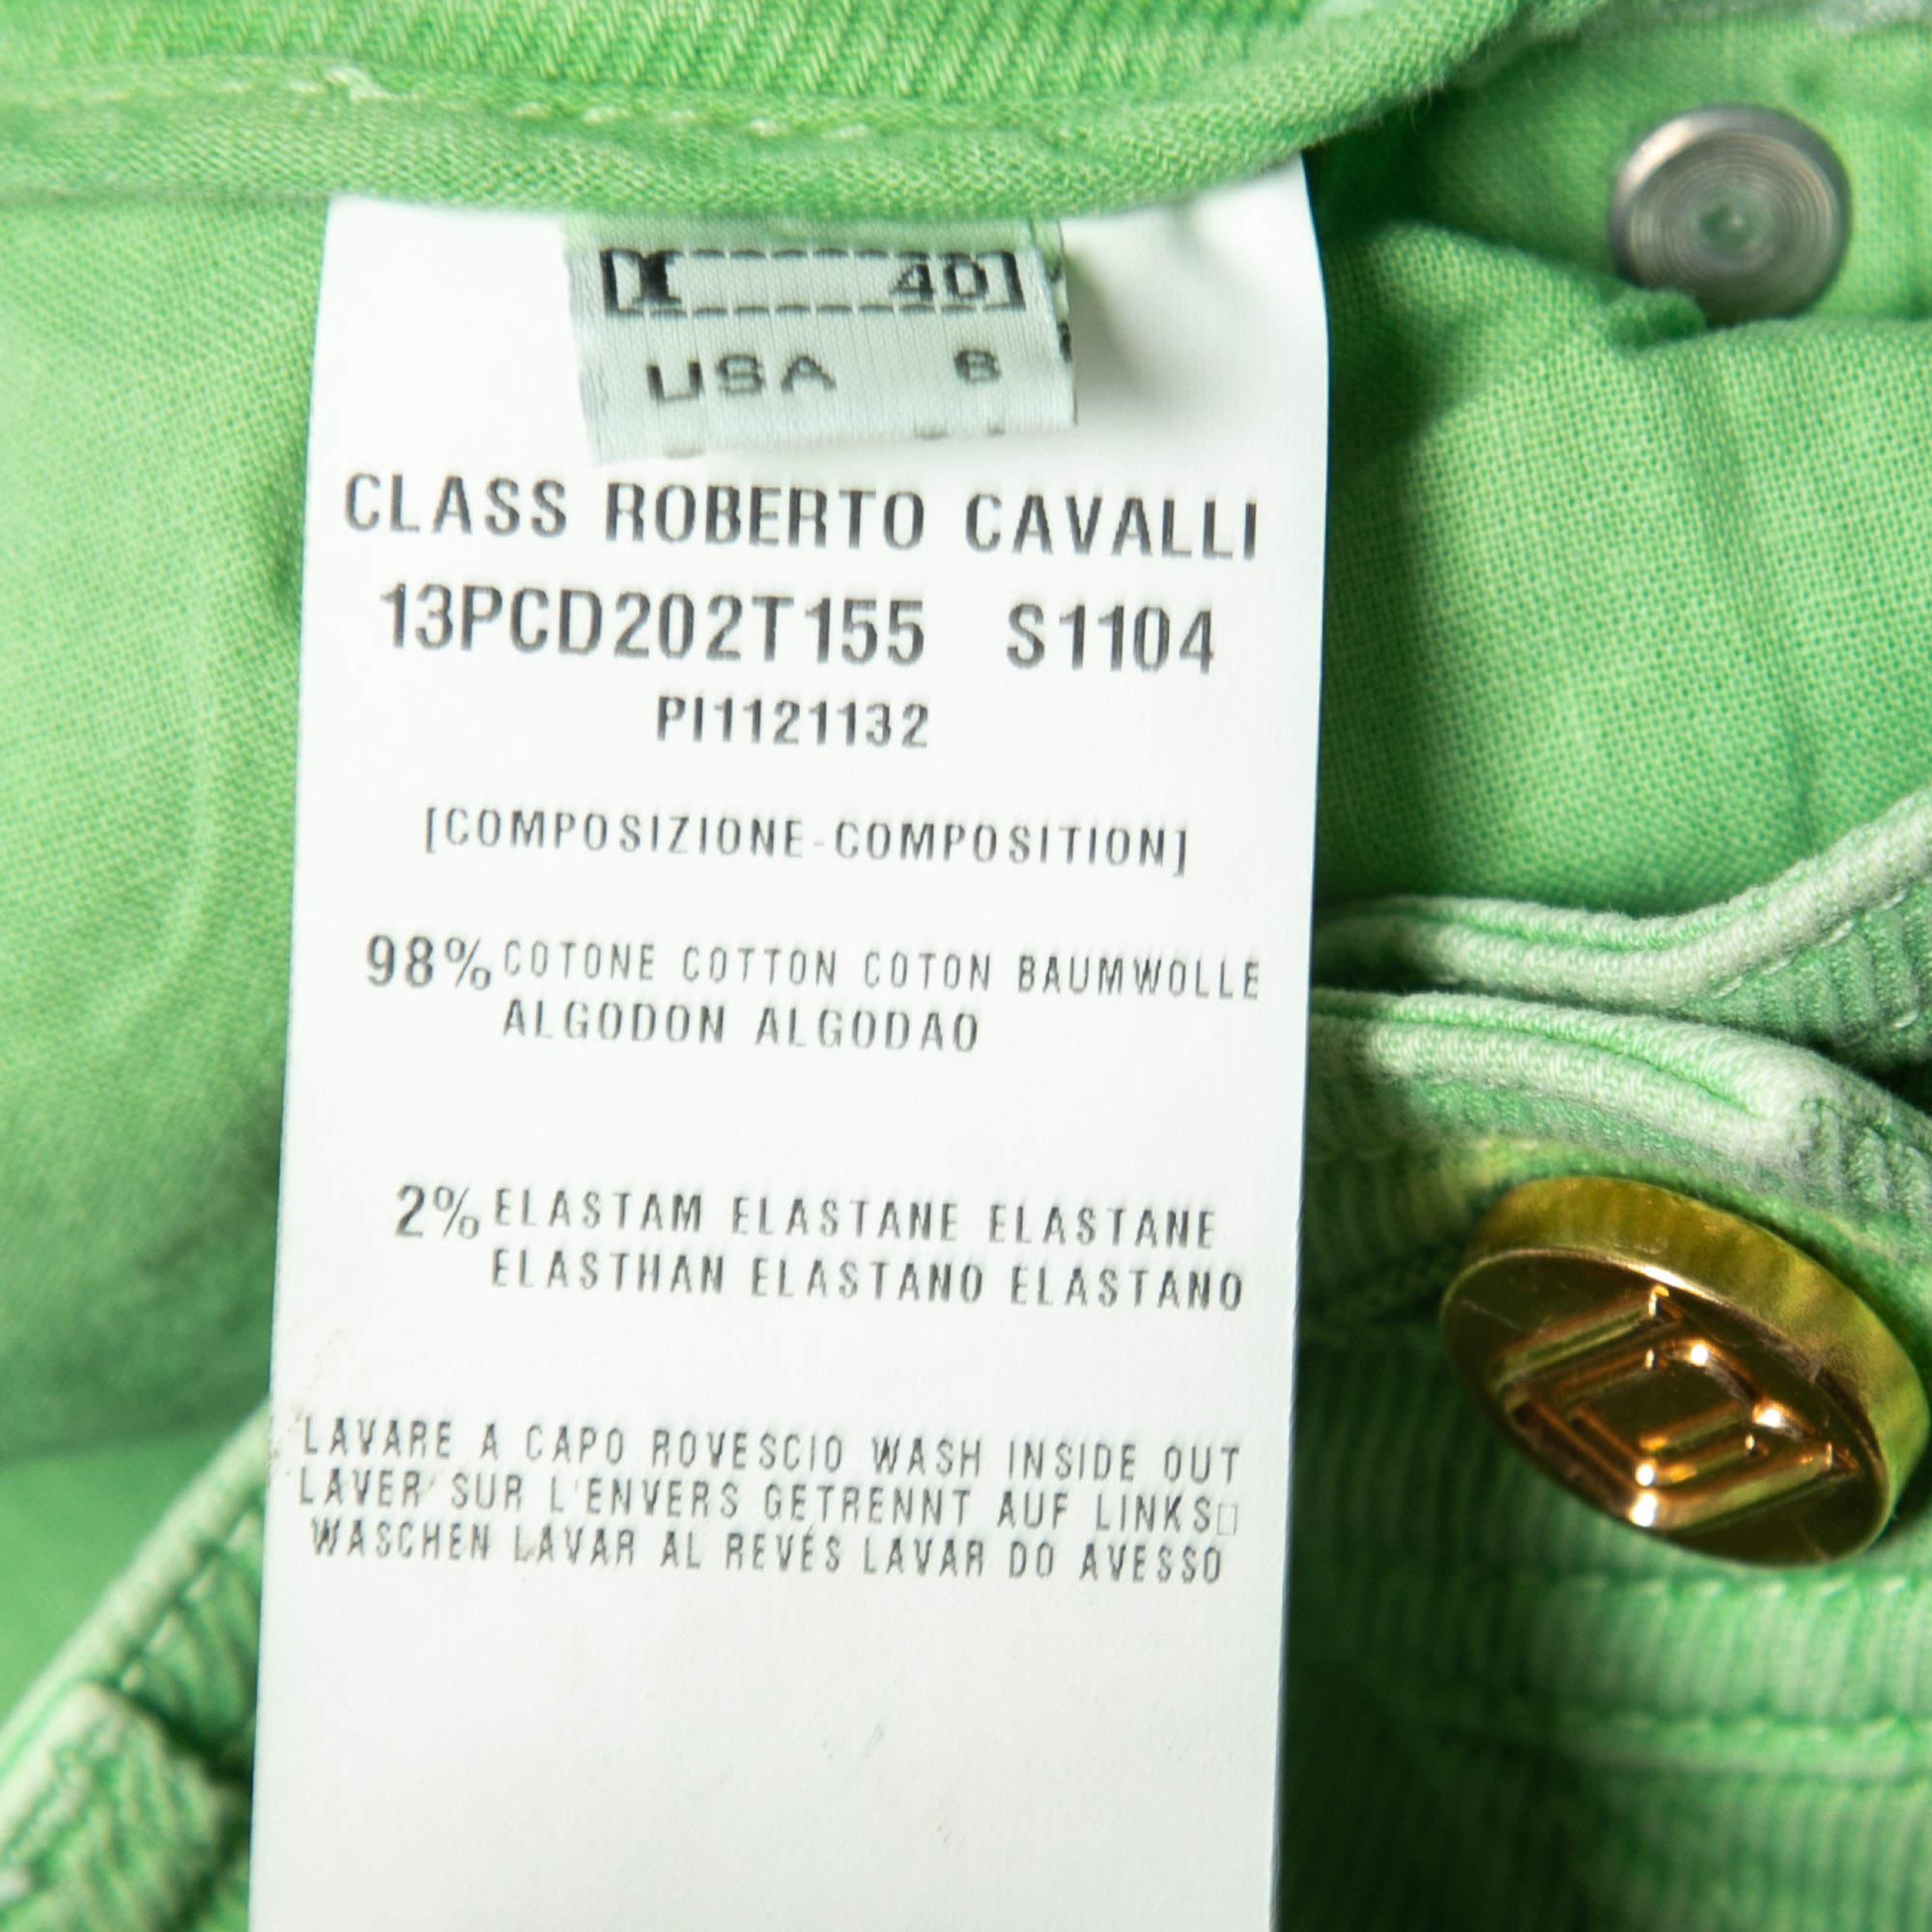 [I 40]
USA 6
CLASS ROBERTO CAVALLI
13PCD202T155 S1104
PI1121132
[COMPOSIZIONE-COMPOSITION]
98% COTONE COTTON COTON BAUMWOLLE
ALGODON ALGODAO
2% ELASTAM ELASTANE ELASTANE
ELASTHAN ELASTANO ELASTANO
LAVARE A CAPO ROVESCIO WASH INSIDE OUT
LAVER SUR L'ENVERS GETRENNT AUF LINKS□
WASCHEN LAVAR AL REVÉS LAVAR DO AVESSO